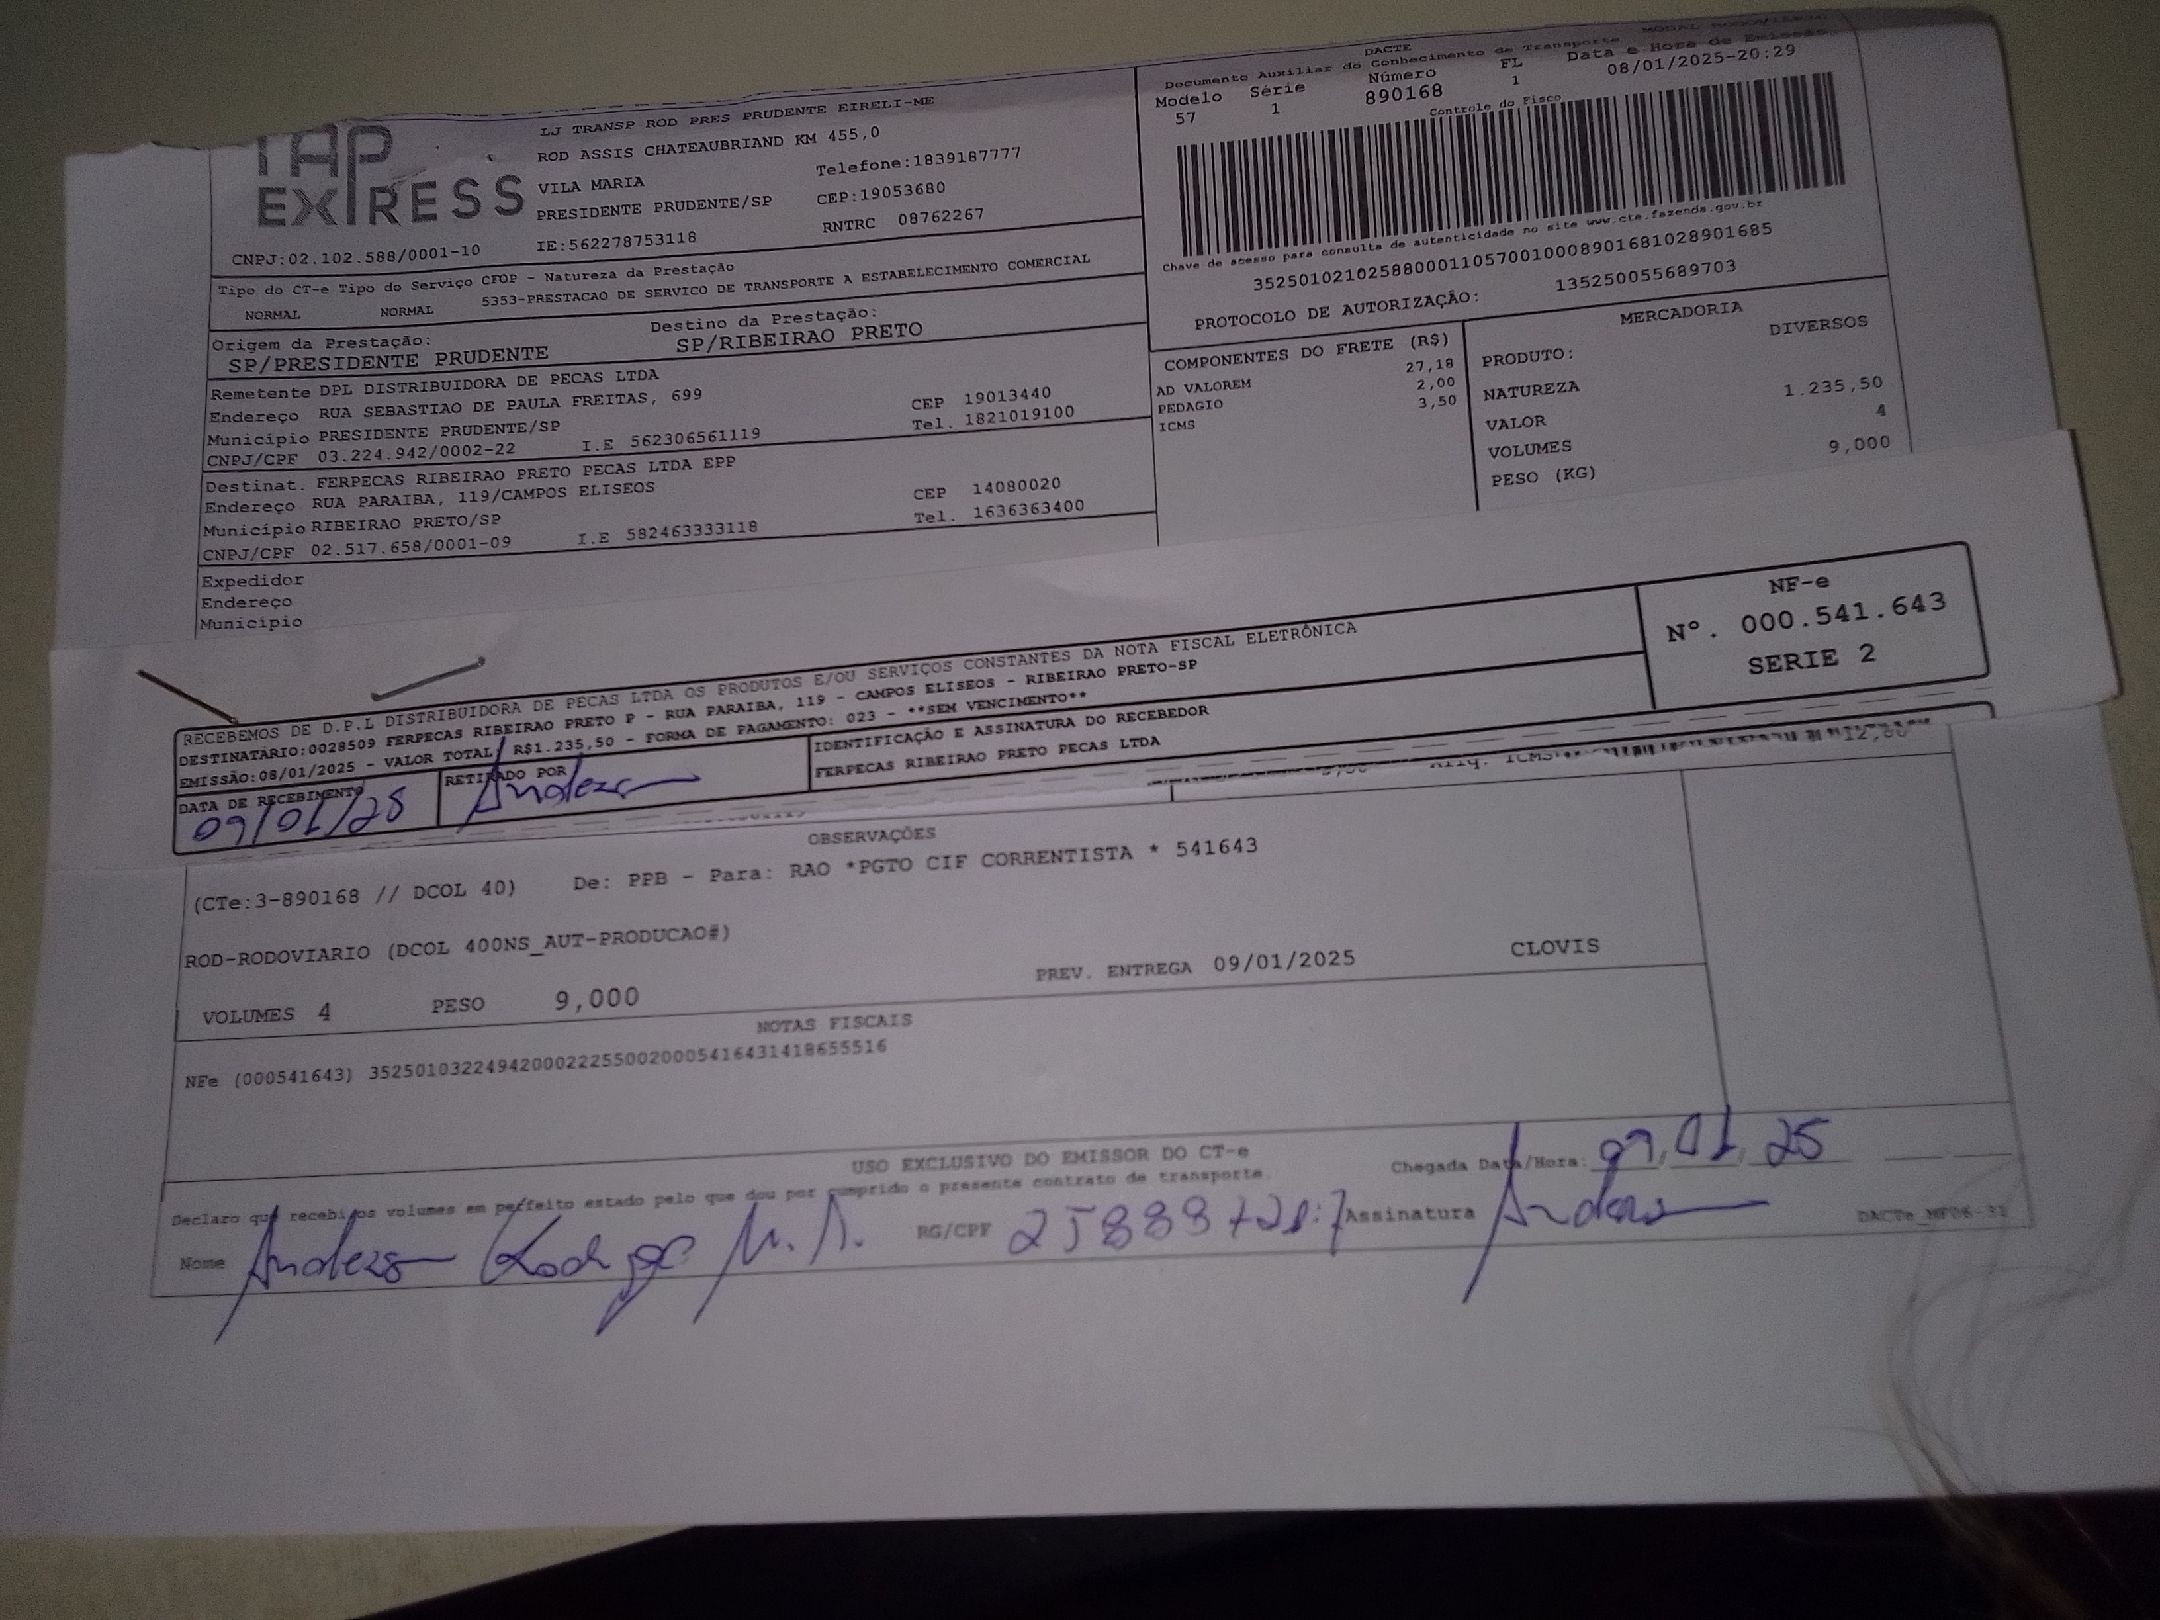 DACTE MODAL RODOVIARIO
Documento Auxiliar do Conhecimento de Transporte
Modelo Série Número FL Data e Hora de Emissão
57 1 890168 1 08/01/2025-20:29
Controle do Fisco
TAP
EXPRESS
LJ TRANSP ROD PRES PRUDENTE EIRELI-ME
ROD ASSIS CHATEAUBRIAND KM 455,0
VILA MARIA Telefone:1839187777
PRESIDENTE PRUDENTE/SP CEP:19053680
CNPJ:02.102.588/0001-10 IE:562278753118 RNTRC 08762267
Chave de acesso para consulta de autenticidade no site www.cte.fazenda.gov.br
35250102102588000110570010008901681028901685
PROTOCOLO DE AUTORIZAÇÃO: 135250055689703
Tipo do CT-e Tipo do Serviço CFOP - Natureza da Prestação
NORMAL NORMAL 5353-PRESTACAO DE SERVICO DE TRANSPORTE A ESTABELECIMENTO COMERCIAL
Origem da Prestação: Destino da Prestação:
SP/PRESIDENTE PRUDENTE SP/RIBEIRAO PRETO
Remetente DPL DISTRIBUIDORA DE PECAS LTDA
Endereço RUA SEBASTIAO DE PAULA FREITAS, 699 CEP 19013440
Município PRESIDENTE PRUDENTE/SP Tel. 1821019100
CNPJ/CPF 03.224.942/0002-22 I.E 562306561119
Destinat. FERPECAS RIBEIRAO PRETO PECAS LTDA EPP
Endereço RUA PARAIBA, 119/CAMPOS ELISEOS CEP 14080020
Município RIBEIRAO PRETO/SP Tel. 1636363400
CNPJ/CPF 02.517.658/0001-09 I.E 582463333118
Expedidor
Endereço
Município
COMPONENTES DO FRETE (R$)
27,18
AD VALOREM 2,00
PEDAGIO 3,50
ICMS
MERCADORIA
PRODUTO: DIVERSOS
NATUREZA
VALOR 1.235,50
VOLUMES 4
PESO (KG) 9,000
RECEBEMOS DE D.P.L DISTRIBUIDORA DE PECAS LTDA OS PRODUTOS E/OU SERVIÇOS CONSTANTES DA NOTA FISCAL ELETRÔNICA
DESTINATÁRIO:0028509 FERPECAS RIBEIRAO PRETO P - RUA PARAIBA, 119 - CAMPOS ELISEOS - RIBEIRAO PRETO-SP
EMISSÃO:08/01/2025 - VALOR TOTAL: R$1.235,50 - FORMA DE PAGAMENTO: 023 - **SEM VENCIMENTO**
NF-e
Nº. 000.541.643
SERIE 2
DATA DE RECEBIMENTO RETIRADO POR IDENTIFICAÇÃO E ASSINATURA DO RECEBEDOR
09/01/25 Anderson FERPECAS RIBEIRAO PRETO PECAS LTDA
OBSERVAÇÕES
(CTe:3-890168 // DCOL 40) De: PPB - Para: RAO *PGTO CIF CORRENTISTA * 541643
ROD-RODOVIARIO (DCOL 400NS_AUT-PRODUCAO#)
VOLUMES 4 PESO 9,000 PREV. ENTREGA 09/01/2025 CLOVIS
NOTAS FISCAIS
NFe (000541643) 35250103224942000222550020005416431418655516
USO EXCLUSIVO DO EMISSOR DO CT-e
Declaro que recebi os volumes em perfeito estado pelo que dou por cumprido o presente contrato de transporte. Chegada Data/Hora: 09,01,25
Nome Anderson RG/CPF Assinatura Anderson DACTe_MP06-31